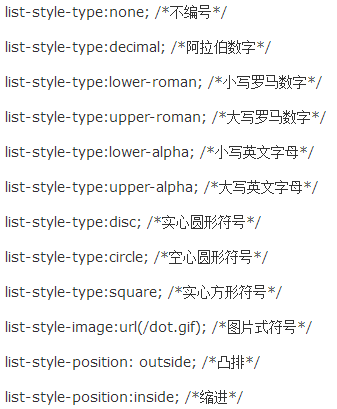 list-style-type:none; /*不编号*/
list-style-type:decimal; /*阿拉伯数字*/
list-style-type:lower-roman; /*小写罗马数字*/
list-style-type:upper-roman; /*大写罗马数字*/
list-style-type:lower-alpha; /*小写英文字母*/
list-style-type:upper-alpha; /*大写英文字母*/
list-style-type:disc; /*实心圆形符号*/
list-style-type:circle; /*空心圆形符号*/
list-style-type:square; /*实心方形符号*/
list-style-image:url(/dot.gif); /*图片式符号*/
list-style-position: outside; /*凸排*/
list-style-position:inside; /*缩进*/